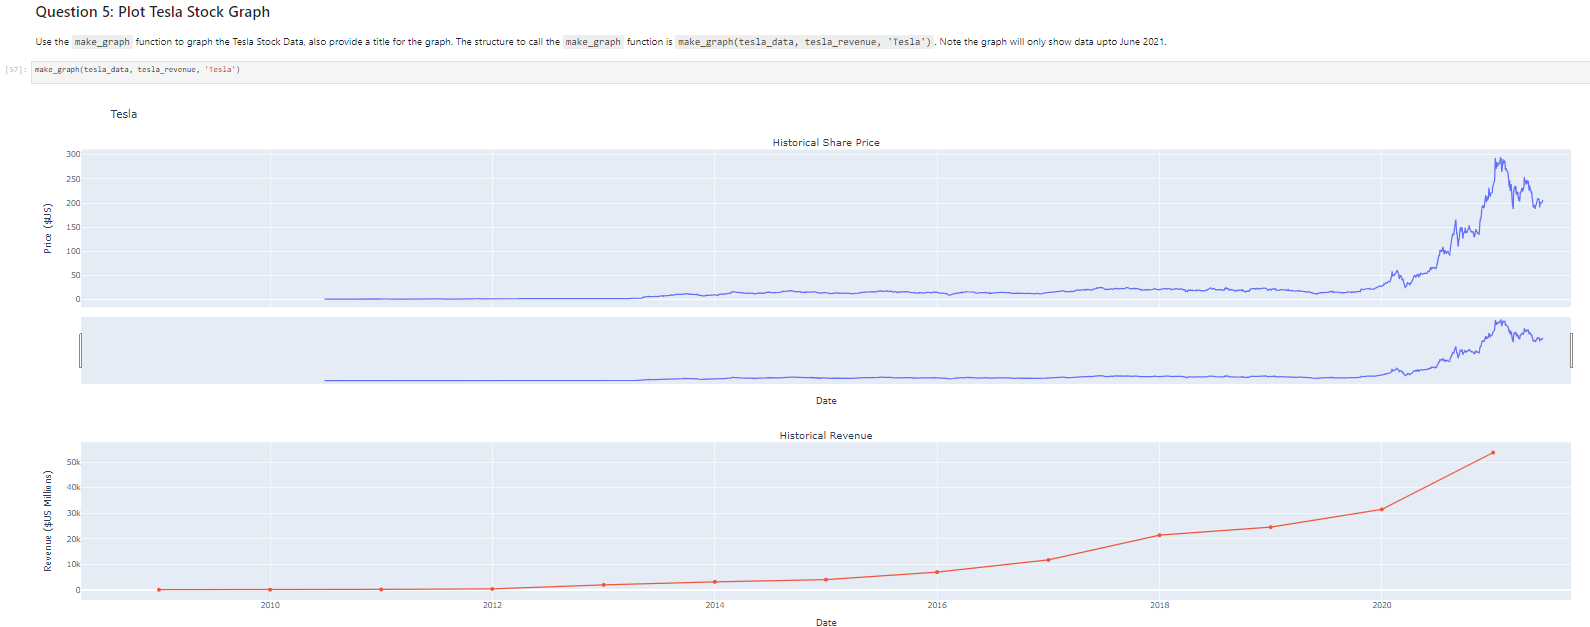 Question 5: Plot Tesla Stock Graph
Use the make_graph function to graph the Tesla Stock Data, also provide a title for the graph. The structure to call the make_graph function is make_graph(tesla_data, tesla_revenue, 'Tesla'). Note the graph will only show data upto June 2021.
[57]: make_graph(tesla_data, tesla_revenue, 'Tesla')
Tesla
Historical Share Price
300
250
200
150
100
50
0
Price ($US)
Date
Historical Revenue
50k
40k
30k
20k
10k
0
Revenue ($US Millions)
2010 2012 2014 2016 2018 2020
Date